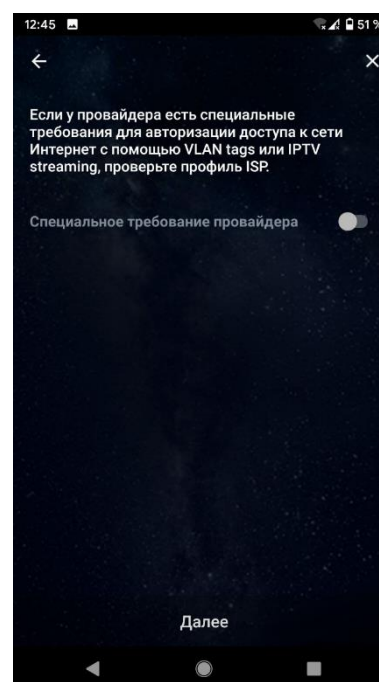 12:45 51%
Если у провайдера есть специальные
требования для авторизации доступа к сети
Интернет с помощью VLAN tags или IPTV
streaming, проверьте профиль ISP.
Специальное требование провайдера
Далее